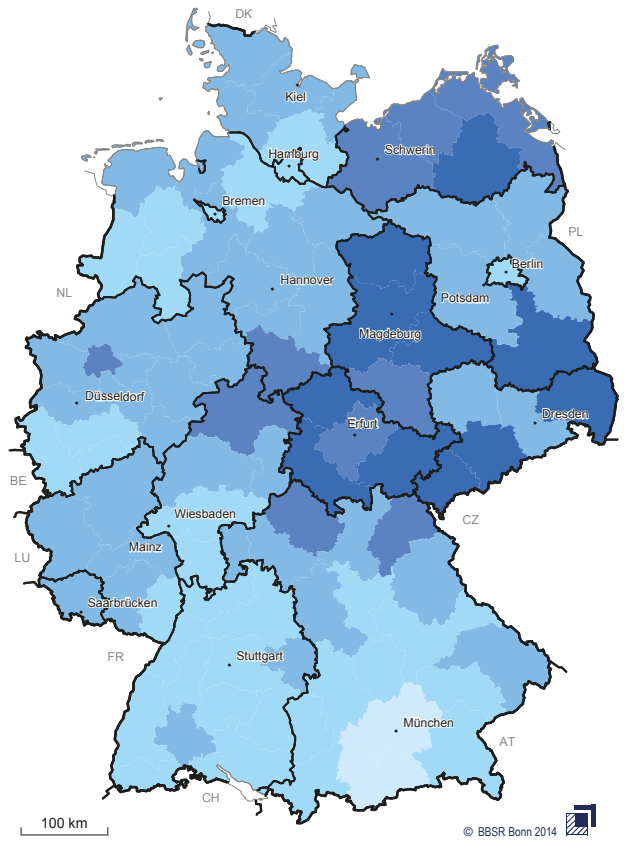 DK
Kiel
Hamburg
Schwerin
Bremen
PL
Berlin
NL
Hannover
Potsdam
Magdeburg
Düsseldorf
Dresden
Erfurt
BE
Wiesbaden
CZ
LU
Mainz
Saarbrücken
FR
Stuttgart
München
AT
CH
100 km
© BBSR Bonn 2014